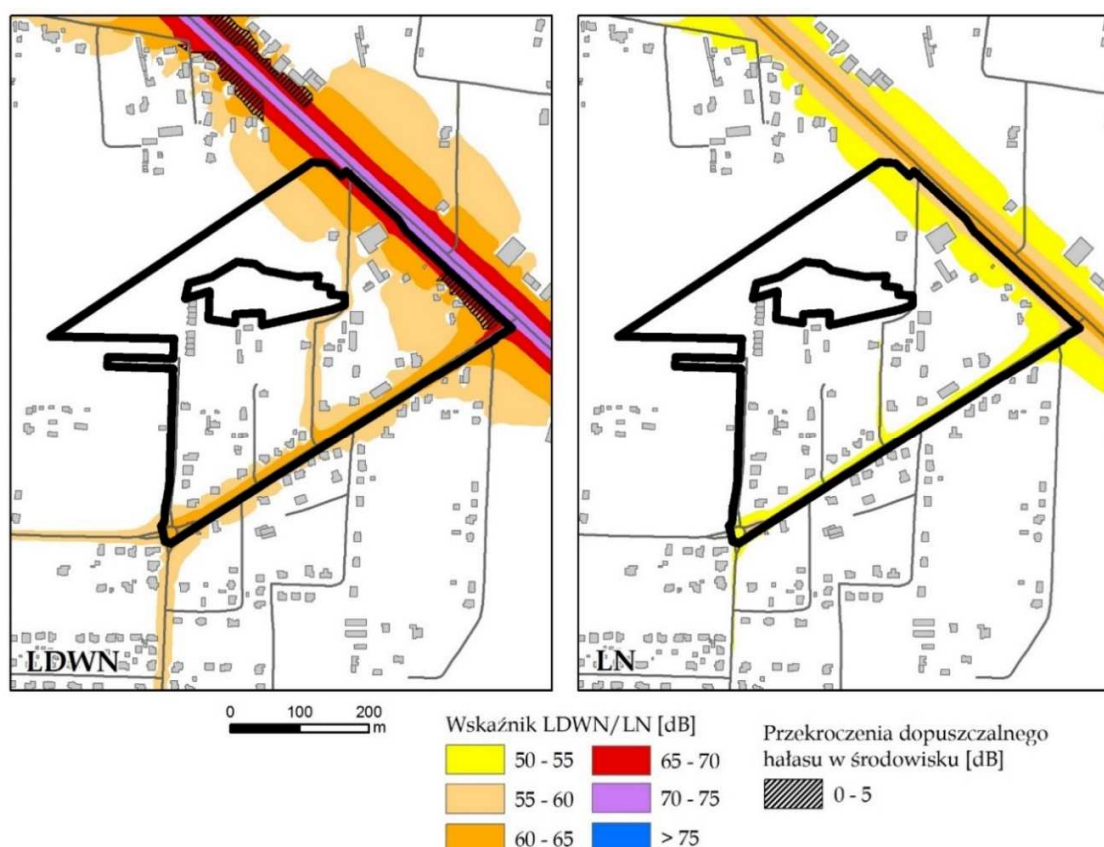 LDWN
LN
0 100 200
m
Wskaźnik LDWN/LN [dB]
50 - 55
65 - 70
55 - 60
70 - 75
60 - 65
> 75
Przekroczenia dopuszczalnego
hałasu w środowisku [dB]
0 - 5